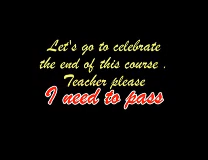 Let's go to celebrate
the end of this course .
Teacher please
I need to pass